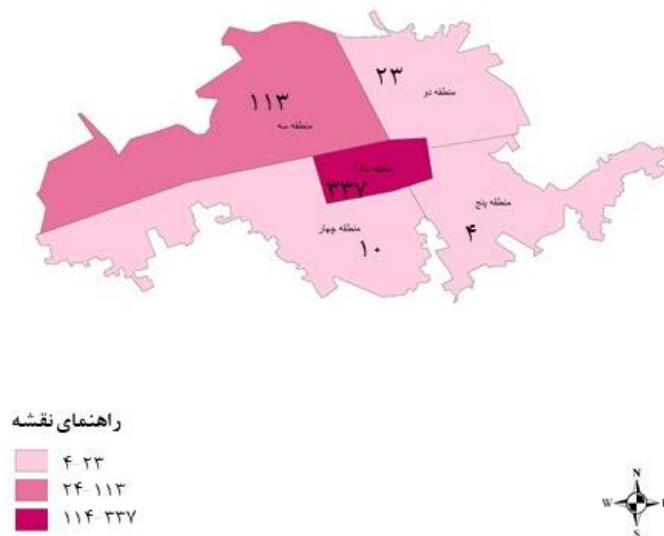 ۲۳
منطقه دو
۱۱۳
منطقه سه
منطقه یک
۳۳۷
منطقه پنج
۴
منطقه چهار
۱۰
راهنمای نقشه
۴-۲۳
۲۴-۱۱۳
۱۱۴-۳۳۷
N
W
E
S